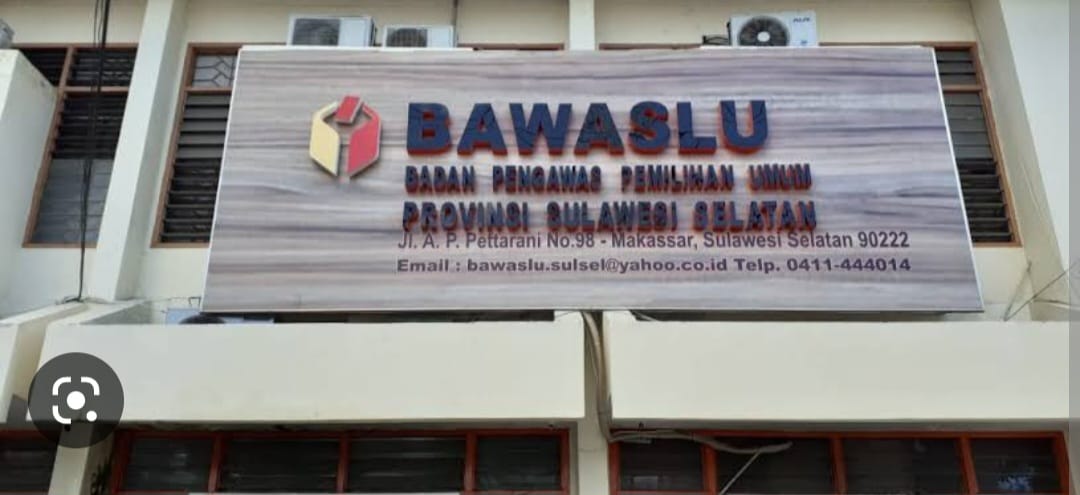 BAWASLU
BADAN PENGAWAS PEMILIHAN UMUM
PROVINSI SULAWESI SELATAN
Jl. A. P. Pettarani No.98 - Makassar, Sulawesi Selatan 90222
Email : bawaslu.sulsel@yahoo.co.id Telp. 0411-444014